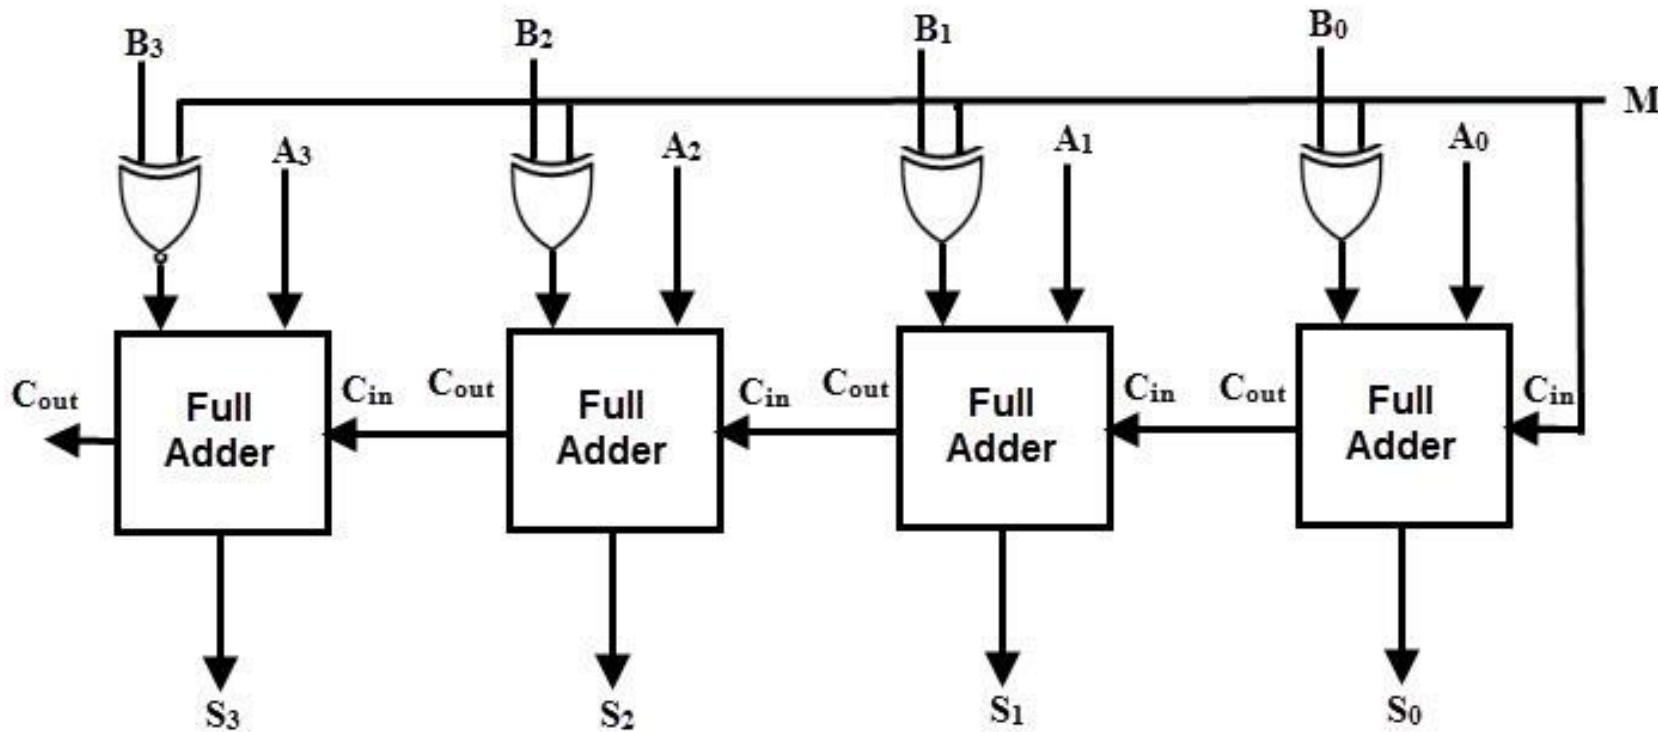 B₃ B₂ B₁ B₀
M
A₃ A₂ A₁ A₀
Cout Full Adder Cin Cout Full Adder Cin Cout Full Adder Cin Cout Full Adder Cin
S₃ S₂ S₁ S₀